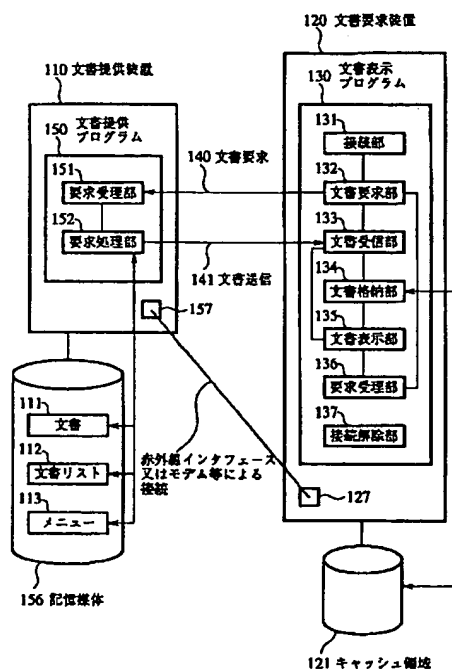 120 文書要求装置
110 文書提供装置
文書表示
130 プログラム
文書提供
プログラム
150
151
要求受理部
152
要求処理部
140 文書要求
141 文書送信
131
接続部
132
文書要求部
133
文書受信部
134
文書格納部
135
文書表示部
136
要求受理部
137
接続解除部
157
127
赤外線インタフェース
又はモデム等による
接続
111
文書
112
文書リスト
113
メニュー
156 記憶媒体
121 キャッシュ領域